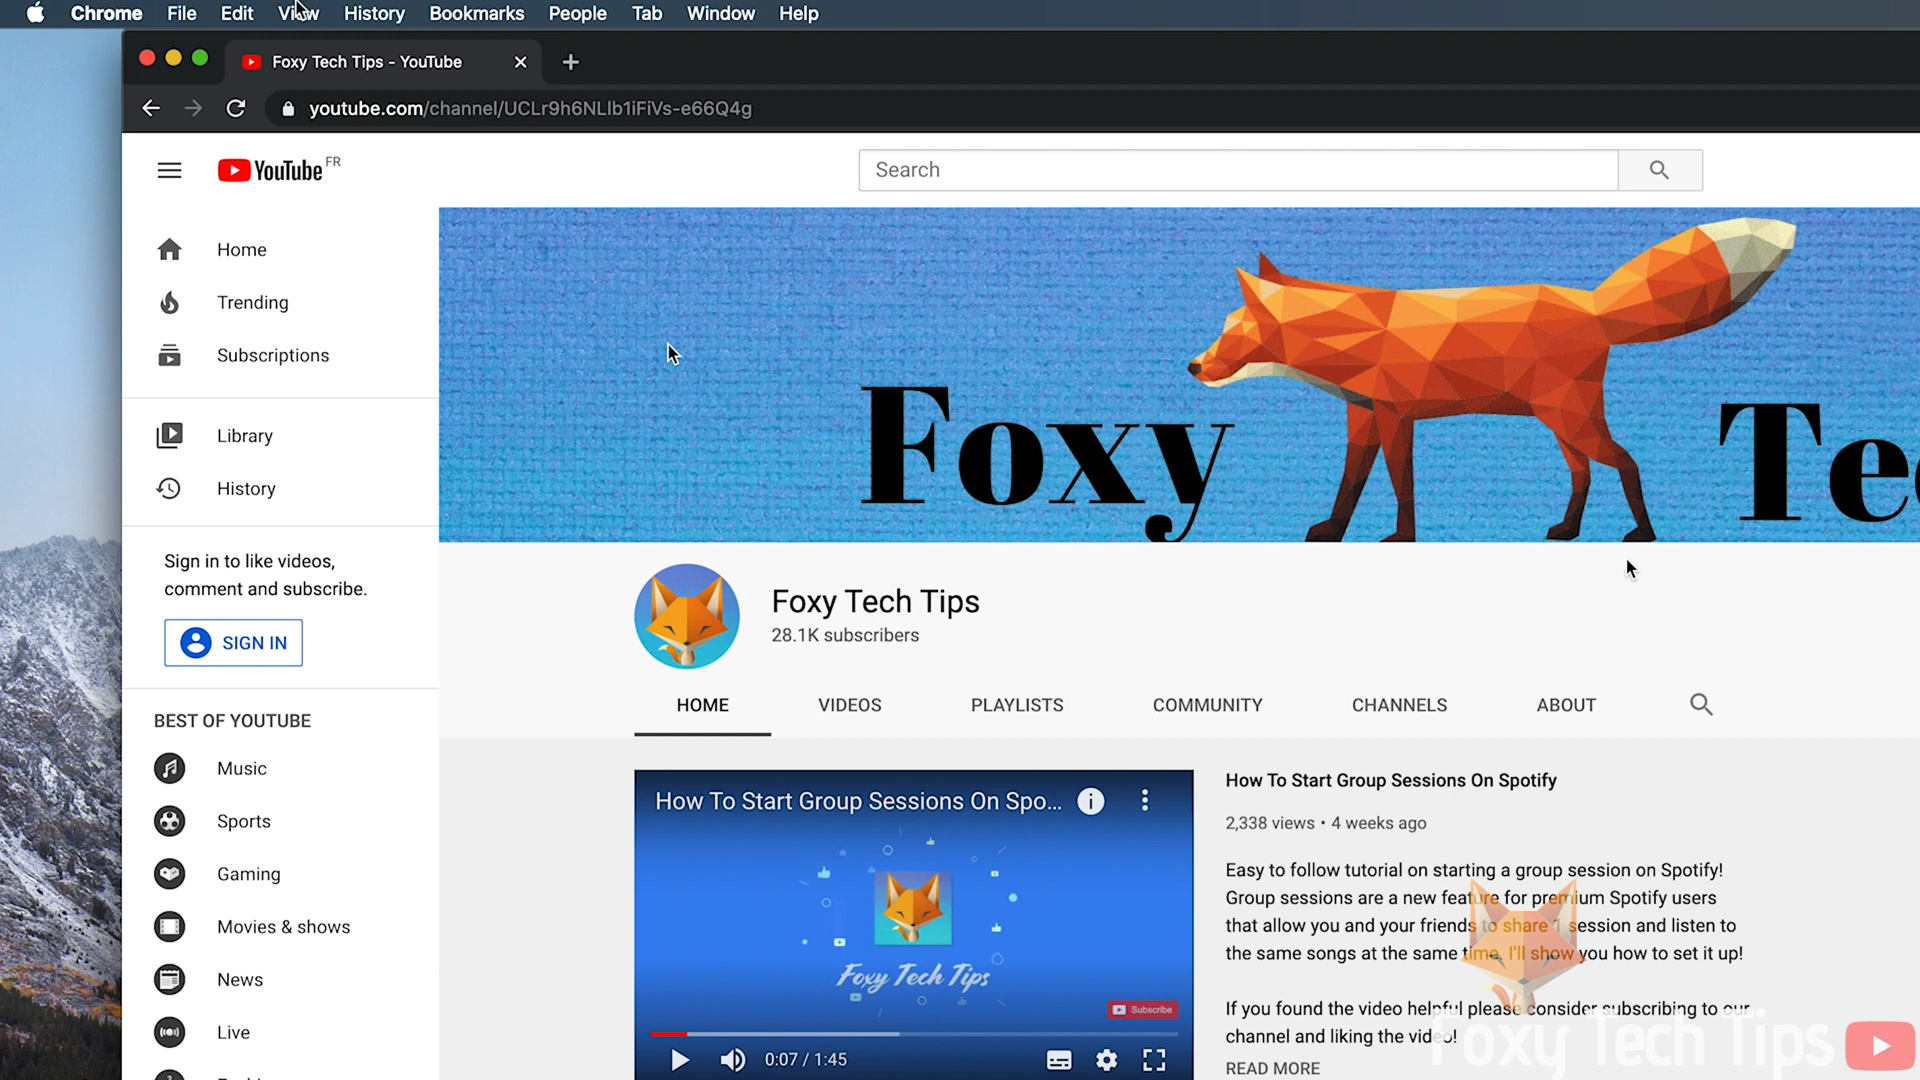 Chrome File Edit View History Bookmarks People Tab Window Help
Foxy Tech Tips - YouTube
youtube.com/channel/UCLr9h6NLlb1iFiVs-e66Q4g
YouTube FR
Search
Home
Trending
Subscriptions
Library
History
Sign in to like videos,
comment and subscribe.
SIGN IN
BEST OF YOUTUBE
Music
Sports
Gaming
Movies & shows
News
Live
Foxy Te
Foxy Tech Tips
28.1K subscribers
HOME VIDEOS PLAYLISTS COMMUNITY CHANNELS ABOUT
How To Start Group Sessions On Spo...
Foxy Tech Tips
Subscribe
0:07 / 1:45
How To Start Group Sessions On Spotify
2,338 views • 4 weeks ago
Easy to follow tutorial on starting a group session on Spotify!
Group sessions are a new feature for premium Spotify users
that allow you and your friends to share 1 session and listen to
the same songs at the same time, I'll show you how to set it up!
If you found the video helpful please consider subscribing to our
channel and liking the video!
READ MORE
Foxy Tech Tips